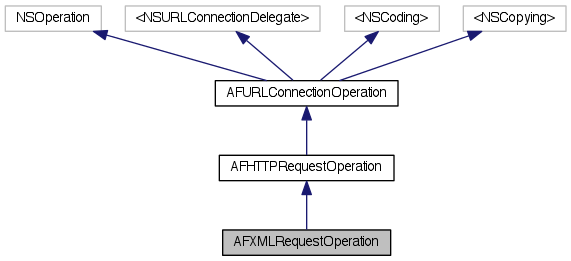 NSOperation
<NSURLConnectionDelegate>
<NSCoding>
<NSCopying>
AFURLConnectionOperation
AFHTTPRequestOperation
AFXMLRequestOperation